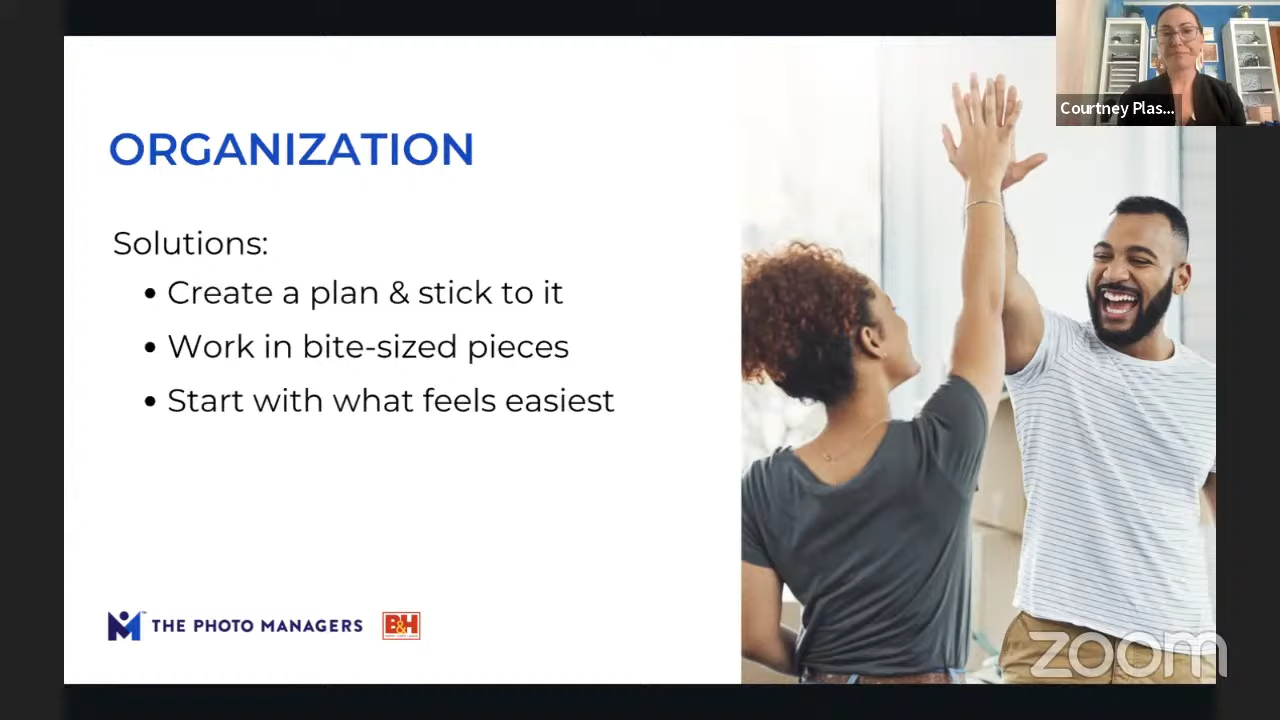 Courtney Plas...
ORGANIZATION
Solutions:
• Create a plan & stick to it
• Work in bite-sized pieces
• Start with what feels easiest
THE PHOTO MANAGERS
B&H
zoom